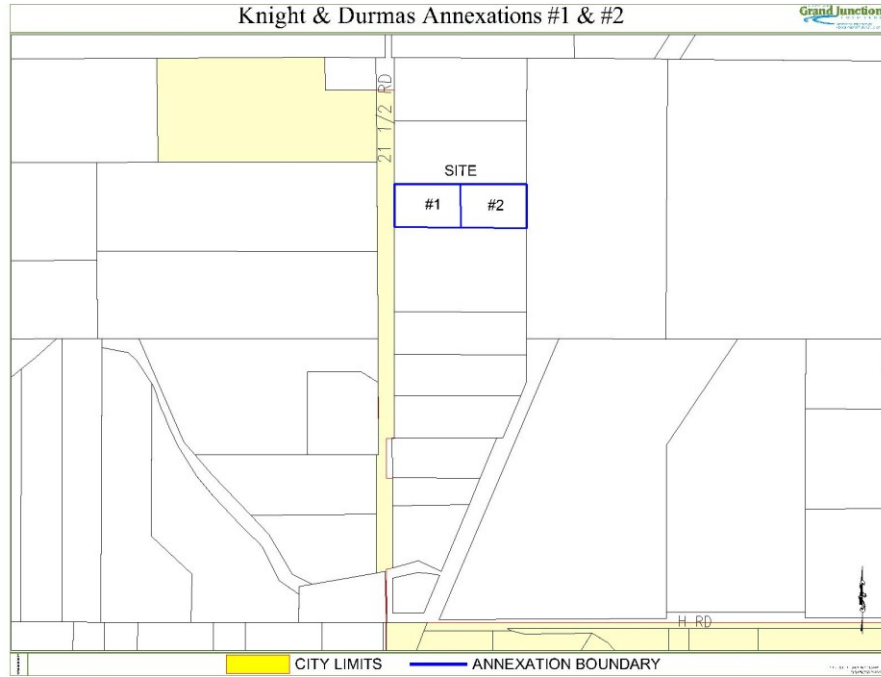 Knight & Durmas Annexations #1 & #2
Grand Junction
21 1/2 RD
SITE
#1
#2
H RD
CITY LIMITS
ANNEXATION BOUNDARY